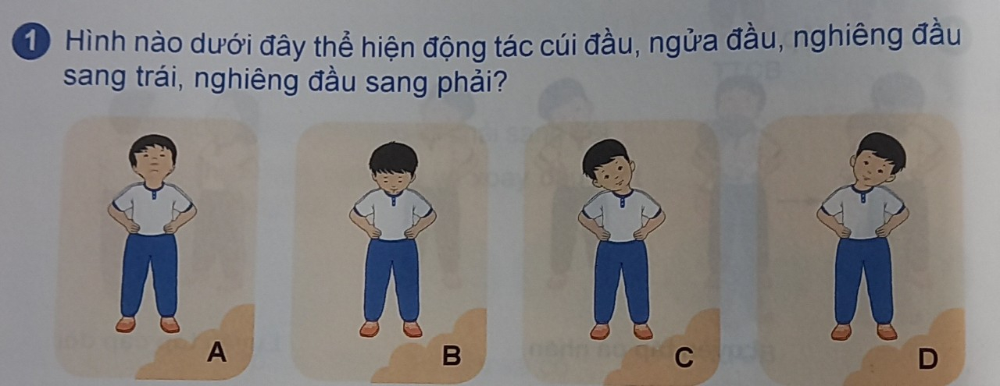 1 Hình nào dưới đây thể hiện động tác cúi đầu, ngửa đầu, nghiêng đầu
sang trái, nghiêng đầu sang phải?
A B C D